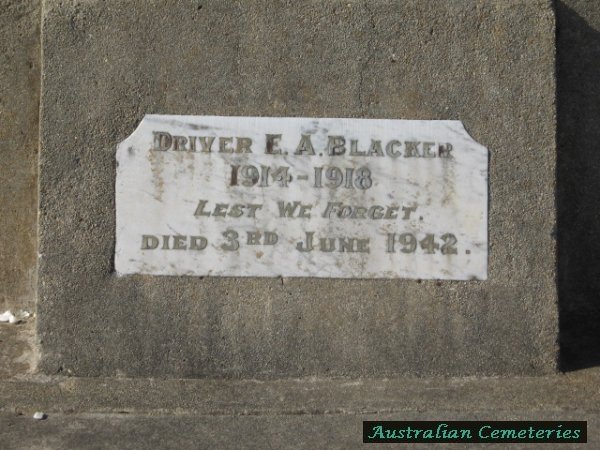 DRIVER E. A. BLACKER
1914-1918
LEST WE FORGET.
DIED 3RD JUNE 1942.
Australian Cemeteries